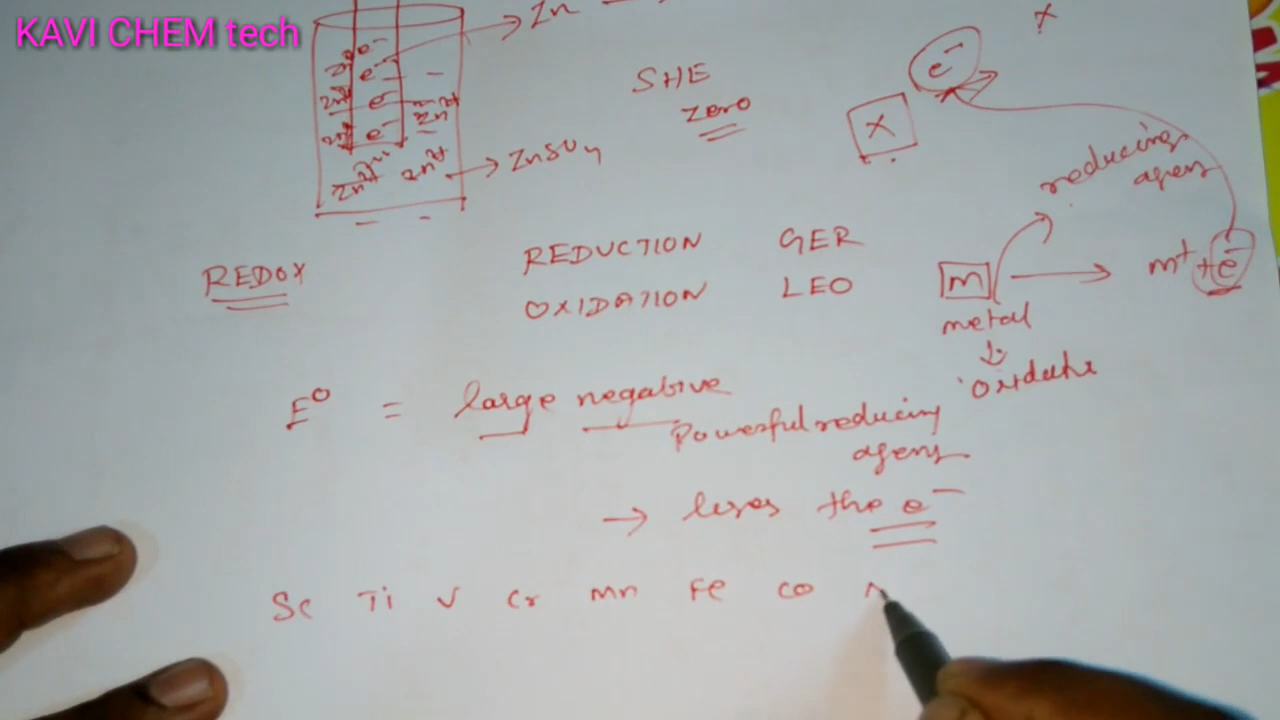 KAVI CHEM tech
Zn
X
e⁻
SHE
zero
X
ZnSO4
reducing
agent
REDOX
REDUCTION GER
OXIDATION LEO
m
m⁺ + e⁻
metal
E⁰ = large negative
Powerful reducing
agent
→ loses the e⁻
Sc Ti V Cr Mn Fe Co N